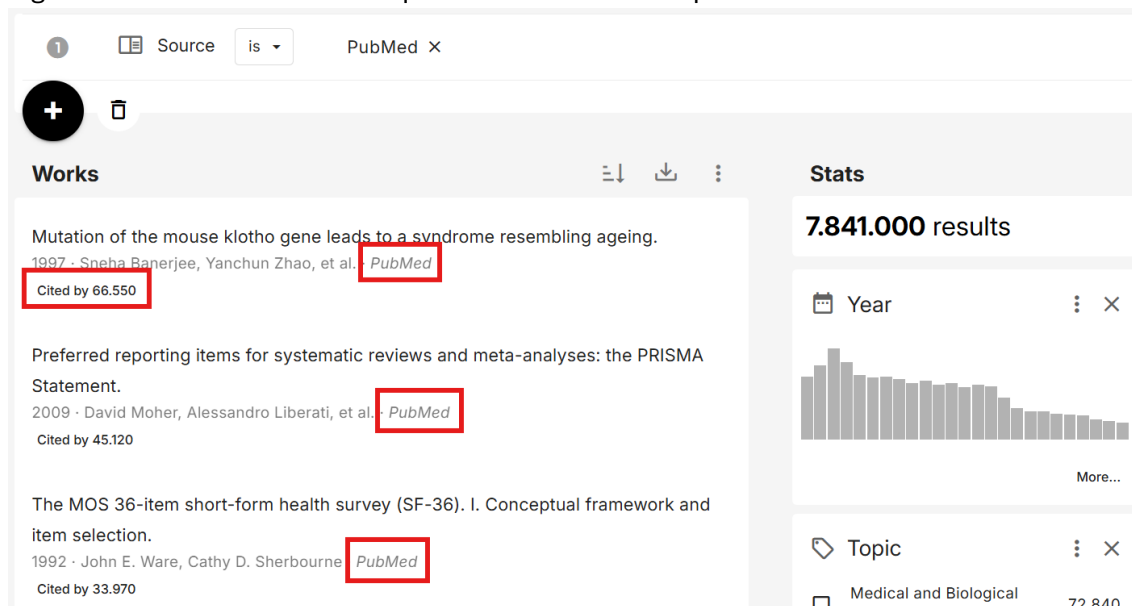 1 Source is PubMed ×
Works
Stats
7.841.000 results
Mutation of the mouse klotho gene leads to a syndrome resembling ageing.
1997 · Sneha Banerjee, Yanchun Zhao, et al. · PubMed
Cited by 66.550
Year
Preferred reporting items for systematic reviews and meta-analyses: the PRISMA
Statement.
2009 · David Moher, Alessandro Liberati, et al. · PubMed
Cited by 45.120
More...
The MOS 36-item short-form health survey (SF-36). I. Conceptual framework and
item selection.
1992 · John E. Ware, Cathy D. Sherbourne PubMed
Cited by 33.970
Topic
Medical and Biological
72.840